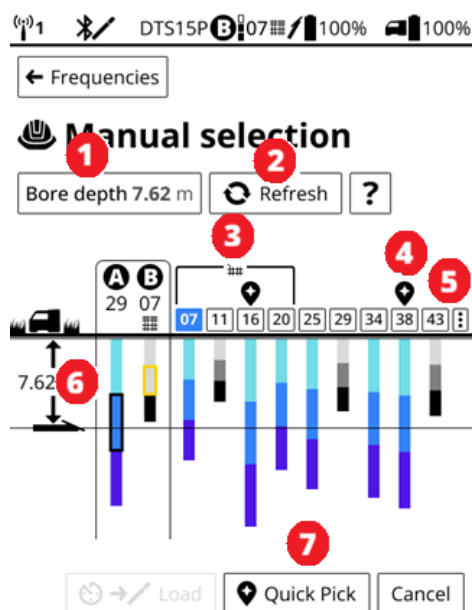 1 DTS15P B 07 100% 100%
← Frequencies
Manual selection
1 2
Bore depth 7.62 m Refresh ?
3 4
A B 5
29 07 07 11 16 20 25 29 34 38 43
7.62 6
7
Load Quick Pick Cancel